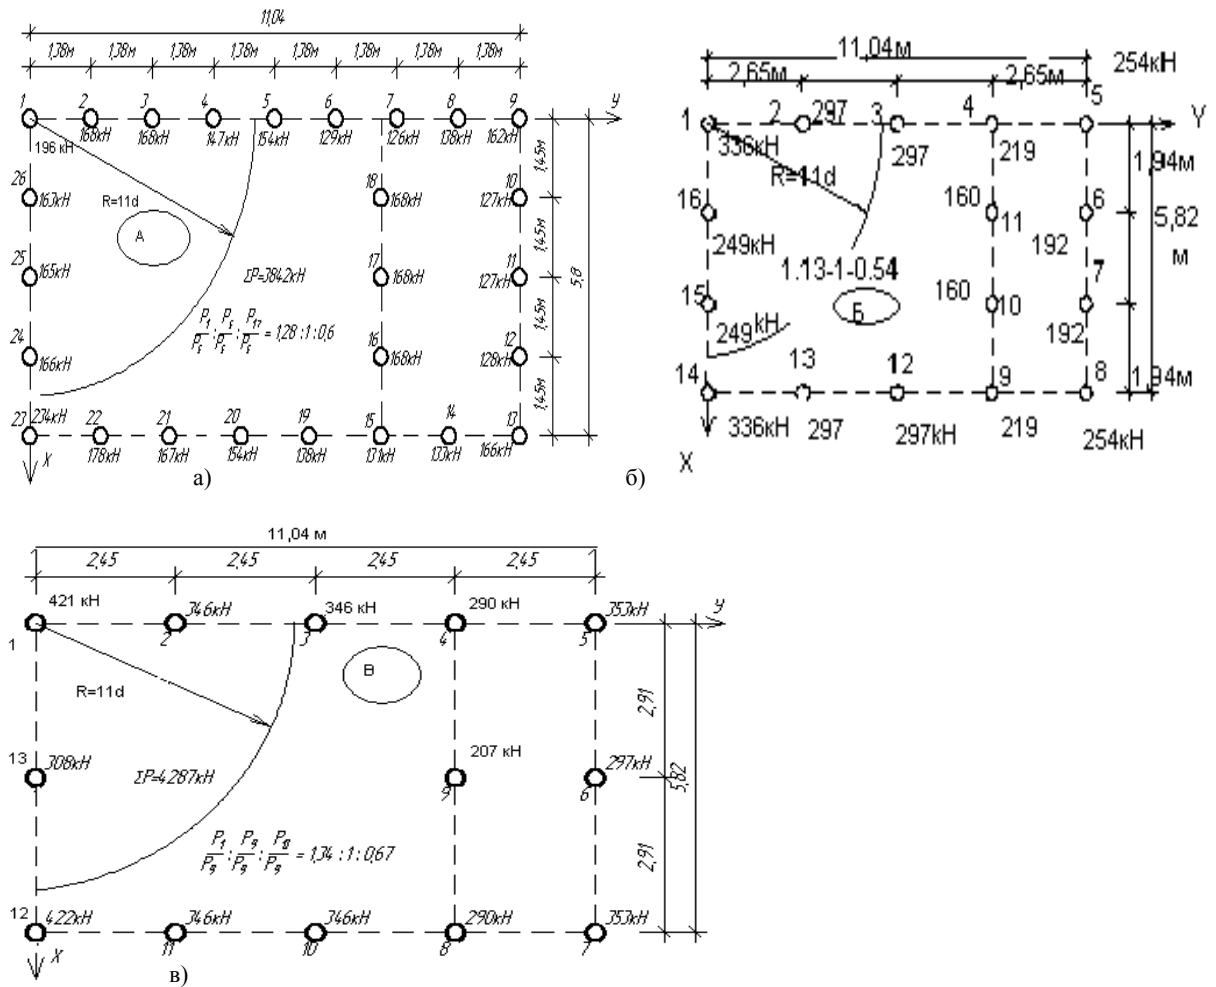 11,04
1,38м 1,38м 1,38м 1,38м 1,38м 1,38м 1,38м 1,38м
1 2 3 4 5 6 7 8 9 У
196 кН 168кН 168кН 147кН 154кН 129кН 126кН 138кН 162кН
1,45м
26 18 10
163кН R=11d 168кН 127кН
А
1,45м
25 17 11
165кН ΣP=3842кН 168кН 127кН
5,8
1,45м
P₁/P₅ : P₅/P₅ : P₁₇/P₅ = 1,28 : 1 : 0,6
24 16 12
166кН 168кН 128кН
1,45м
23 22 21 20 19 15 14 13
234кН 178кН 167кН 154кН 138кН 131кН 133кН 166кН
X
а)
11,04м
2,65м 2,65м 254кН
1 2 297 3 4 5 У
336кН 297 219
R=11d 1,94м
16 160 11 6
249кН 192 5,82
м
1.13-1-0.54
15 160 10 7
249кН Б 192
14 13 12 9 8 1,94м
336кН 297 297кН 219 254кН
X
б)
11,04 м
2,45 2,45 2,45 2,45
421 кН 346кН 346 кН 290 кН 353кН У
1 2 3 4 5
В
R=11d
2,91
13 308кН 207 кН 297кН
ΣP=4287кН 9 6
5,82
P₁/P₉ : P₉/P₉ : P₁₀/P₉ = 1,34 : 1 : 0,67
2,91
12 422кН 346кН 346кН 290кН 353кН
11 10 8 7
X
в)